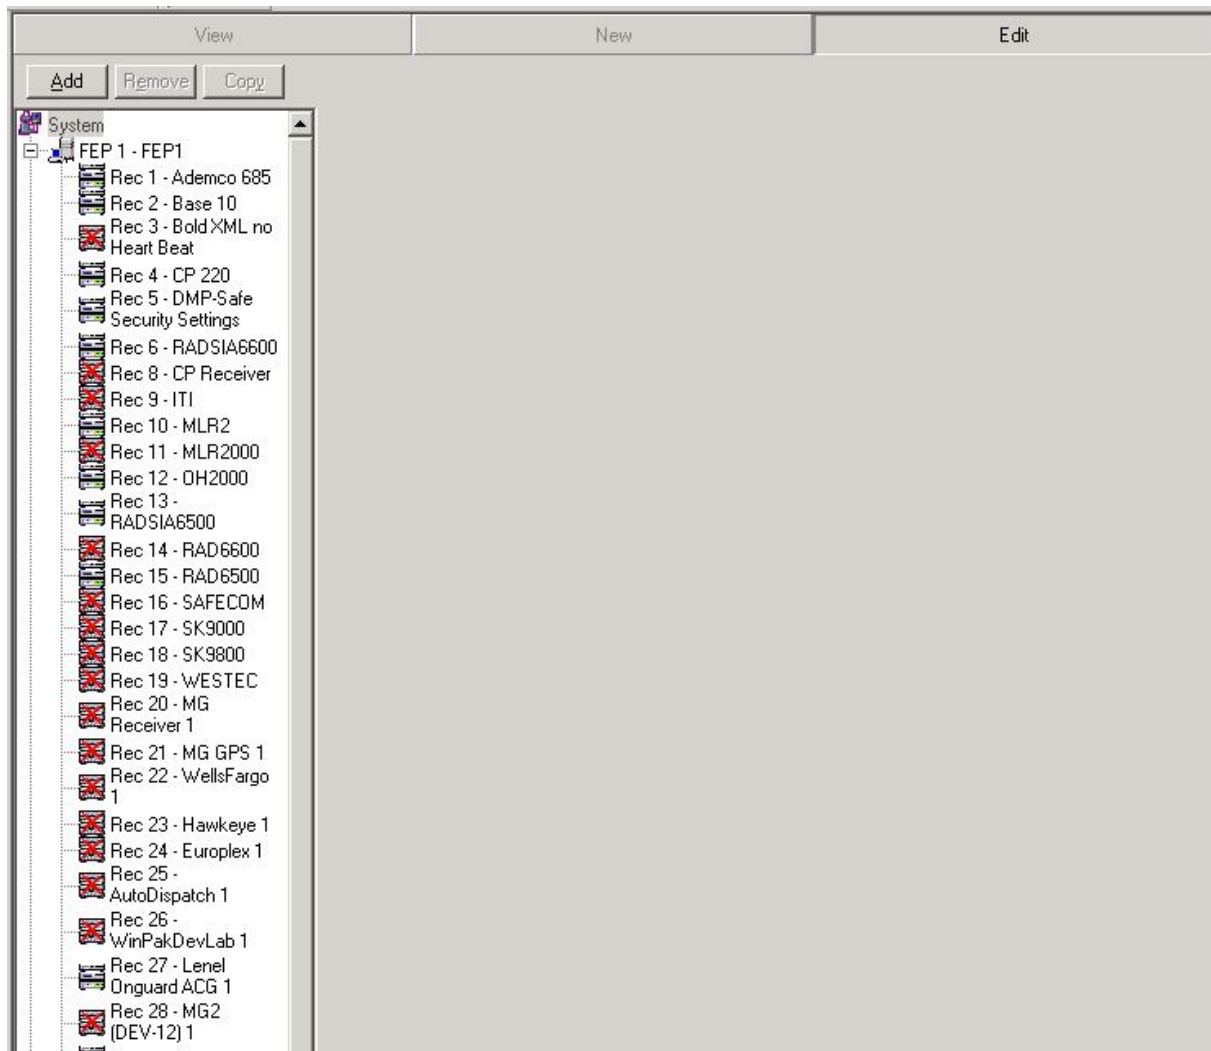 View New Edit
Add Remove Copy
System
FEP 1 - FEP1
Rec 1 - Ademco 685
Rec 2 - Base 10
Rec 3 - Bold XML no
Heart Beat
Rec 4 - CP 220
Rec 5 - DMP-Safe
Security Settings
Rec 6 - RADSIA6600
Rec 8 - CP Receiver
Rec 9 - ITI
Rec 10 - MLR2
Rec 11 - MLR2000
Rec 12 - OH2000
Rec 13 -
RADSIA6500
Rec 14 - RAD6600
Rec 15 - RAD6500
Rec 16 - SAFECOM
Rec 17 - SK9000
Rec 18 - SK9800
Rec 19 - WESTEC
Rec 20 - MG
Receiver 1
Rec 21 - MG GPS 1
Rec 22 - WellsFargo
1
Rec 23 - Hawkeye 1
Rec 24 - Europlex 1
Rec 25 -
AutoDispatch 1
Rec 26 -
WinPakDevLab 1
Rec 27 - Lenel
Onguard ACG 1
Rec 28 - MG2
(DEV-12) 1